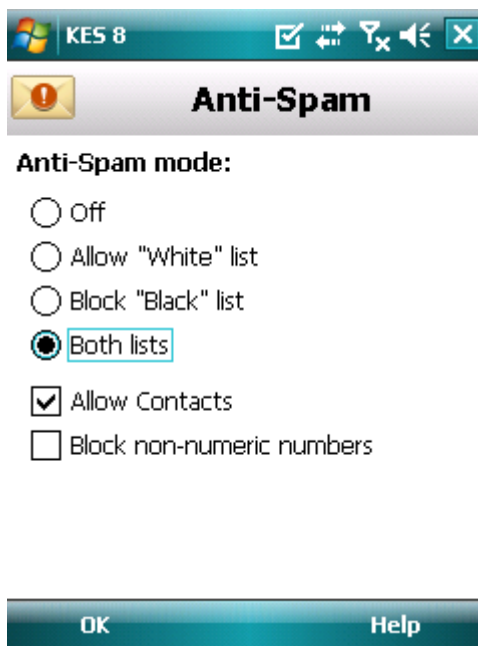 KES 8
Anti-Spam
Anti-Spam mode:
Off
Allow "White" list
Block "Black" list
Both lists
Allow Contacts
Block non-numeric numbers
OK Help